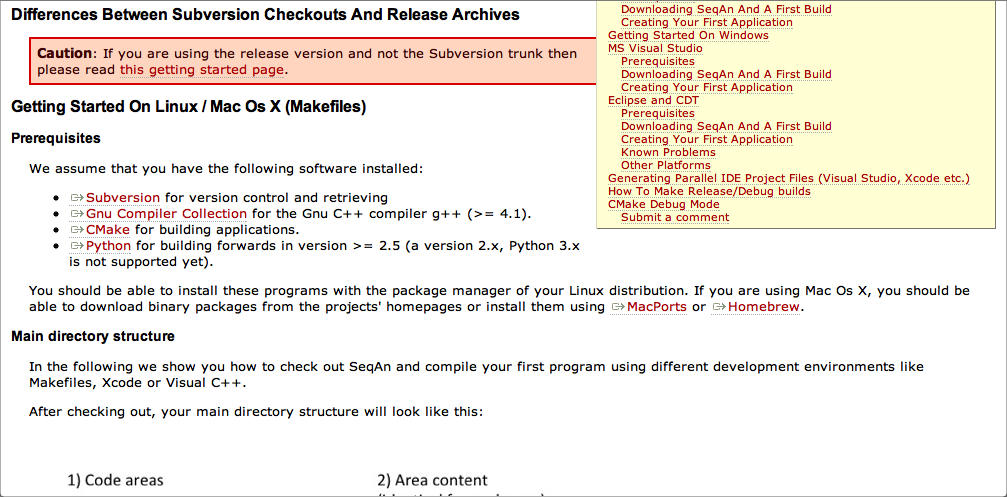 Differences Between Subversion Checkouts And Release Archives
Caution: If you are using the release version and not the Subversion trunk then
please read this getting started page.
Downloading SeqAn And A First Build
Creating Your First Application
Getting Started On Windows
MS Visual Studio
Prerequisites
Downloading SeqAn And A First Build
Creating Your First Application
Eclipse and CDT
Prerequisites
Downloading SeqAn And A First Build
Creating Your First Application
Known Problems
Other Platforms
Generating Parallel IDE Project Files (Visual Studio, Xcode etc.)
How To Make Release/Debug builds
CMake Debug Mode
Submit a comment
Getting Started On Linux / Mac Os X (Makefiles)
Prerequisites
We assume that you have the following software installed:
Subversion for version control and retrieving
Gnu Compiler Collection for the Gnu C++ compiler g++ (>= 4.1).
CMake for building applications.
Python for building forwards in version >= 2.5 (a version 2.x, Python 3.x
is not supported yet).
You should be able to install these programs with the package manager of your Linux distribution. If you are using Mac Os X, you should be
able to download binary packages from the projects' homepages or install them using MacPorts or Homebrew.
Main directory structure
In the following we show you how to check out SeqAn and compile your first program using different development environments like
Makefiles, Xcode or Visual C++.
After checking out, your main directory structure will look like this:
1) Code areas
2) Area content